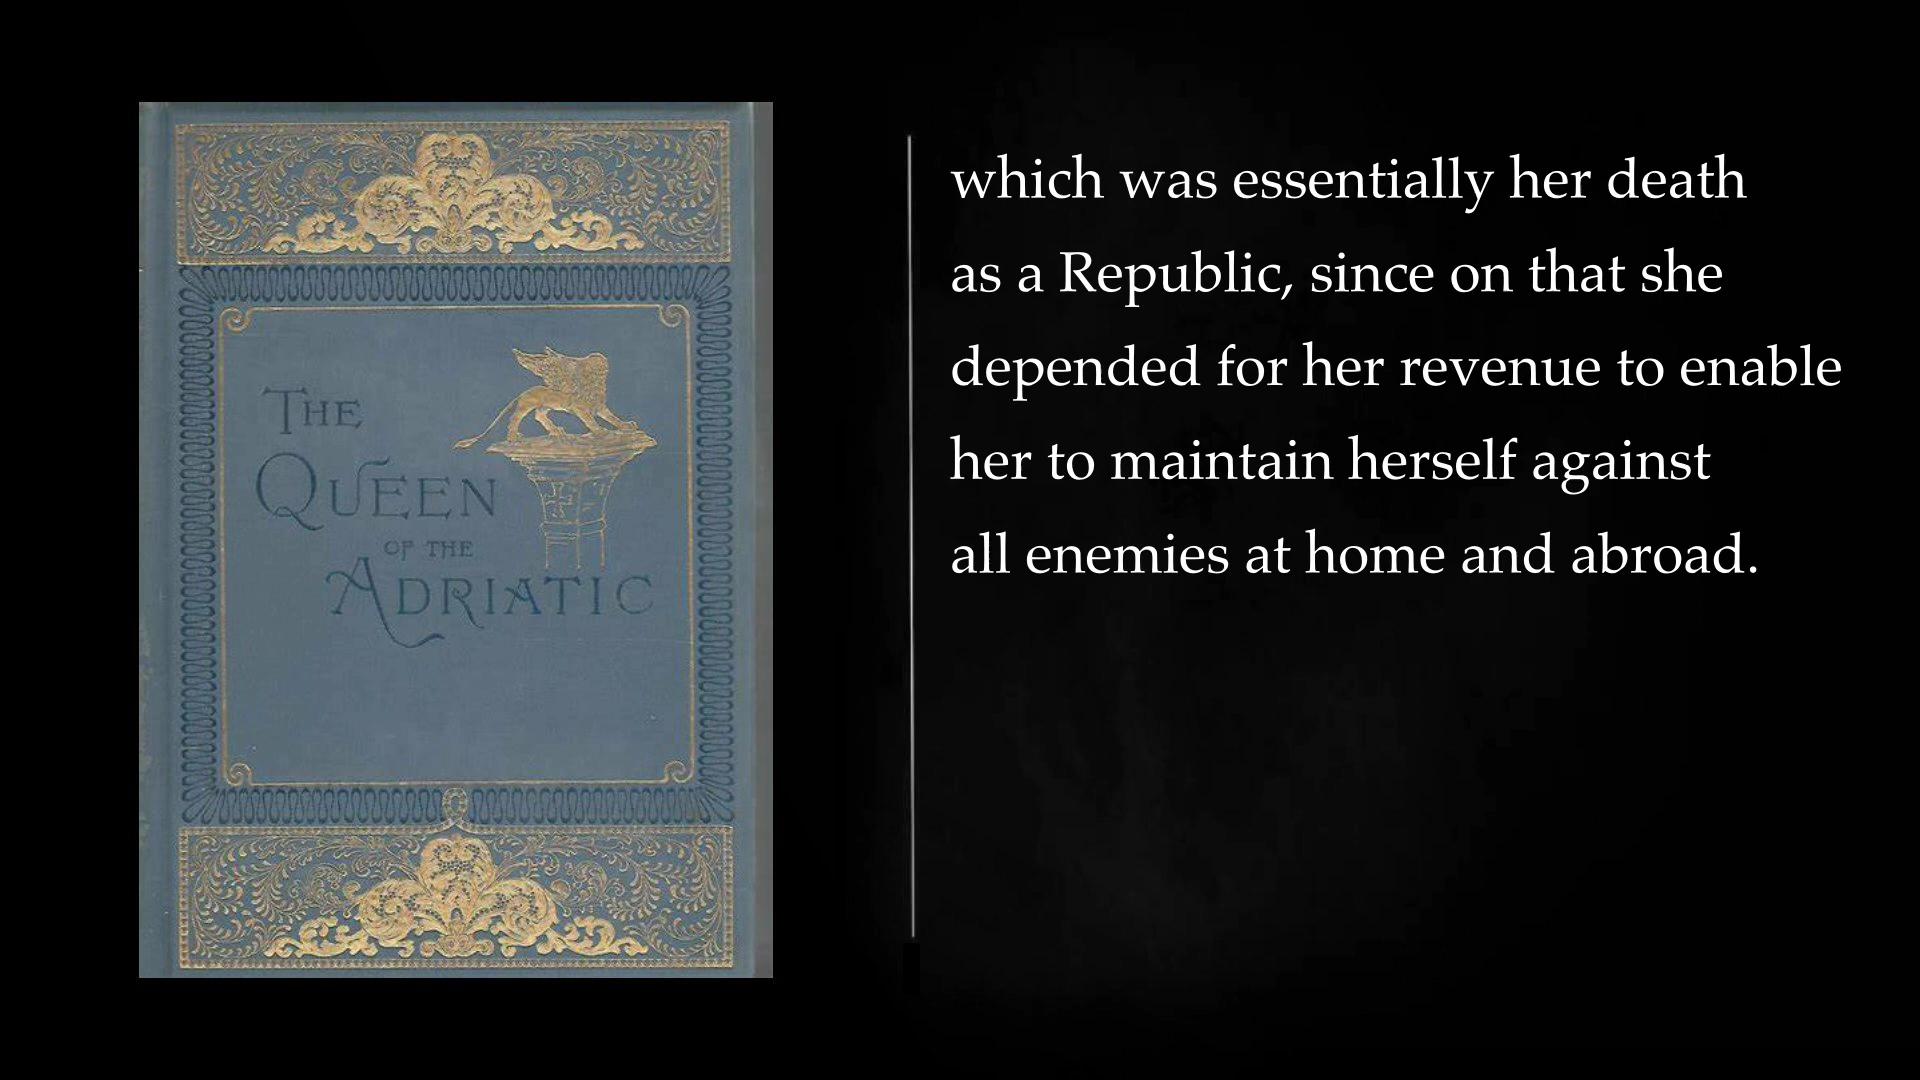 The
Queen
of the
Adriatic
which was essentially her death
as a Republic, since on that she
depended for her revenue to enable
her to maintain herself against
all enemies at home and abroad.